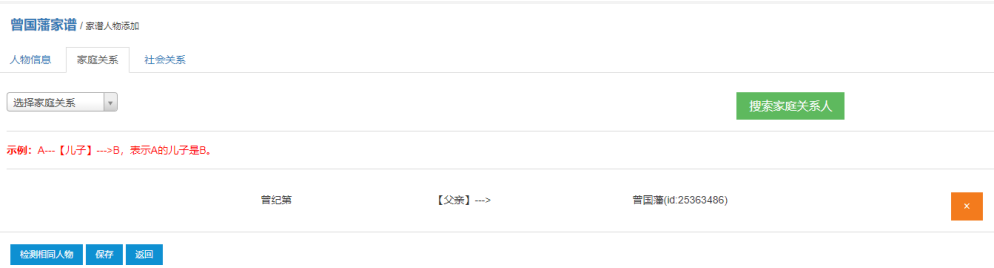 曾国藩家谱 / 家谱人物添加
人物信息 家庭关系 社会关系
选择家庭关系 搜索家庭关系人
示例：A---【儿子】--->B，表示A的儿子是B。
曾纪第 【父亲】---> 曾国藩(id:25363486) ×
检测相同人物 保存 返回